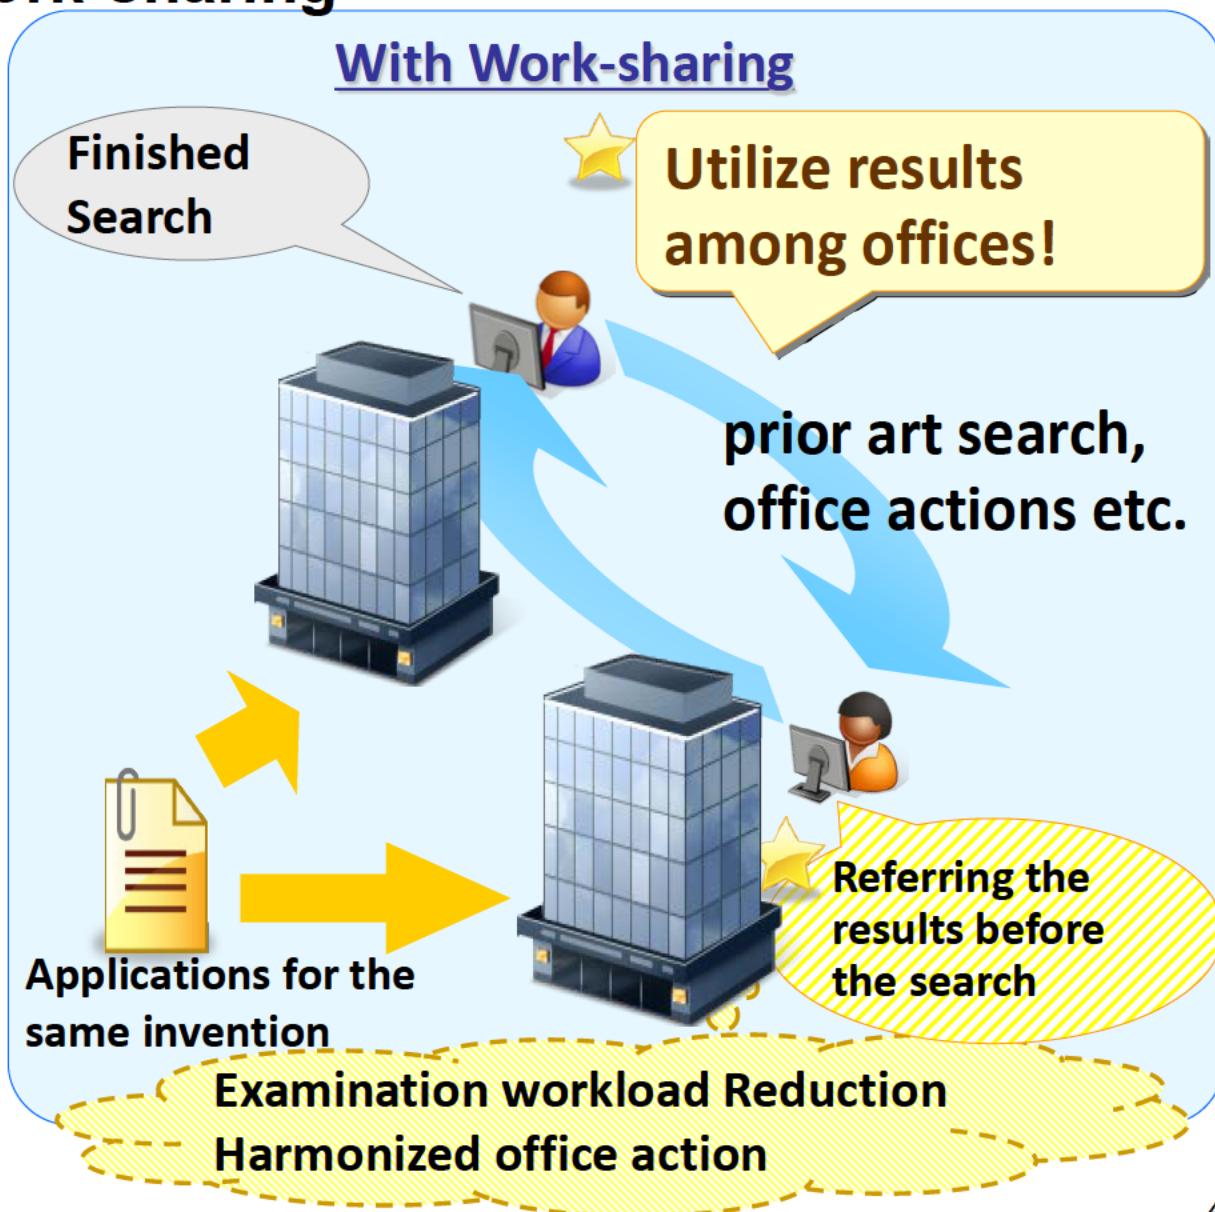 With Work-sharing
Finished
Search
Utilize results
among offices!
prior art search,
office actions etc.
Referring the
results before
the search
Applications for the
same invention
Examination workload Reduction
Harmonized office action